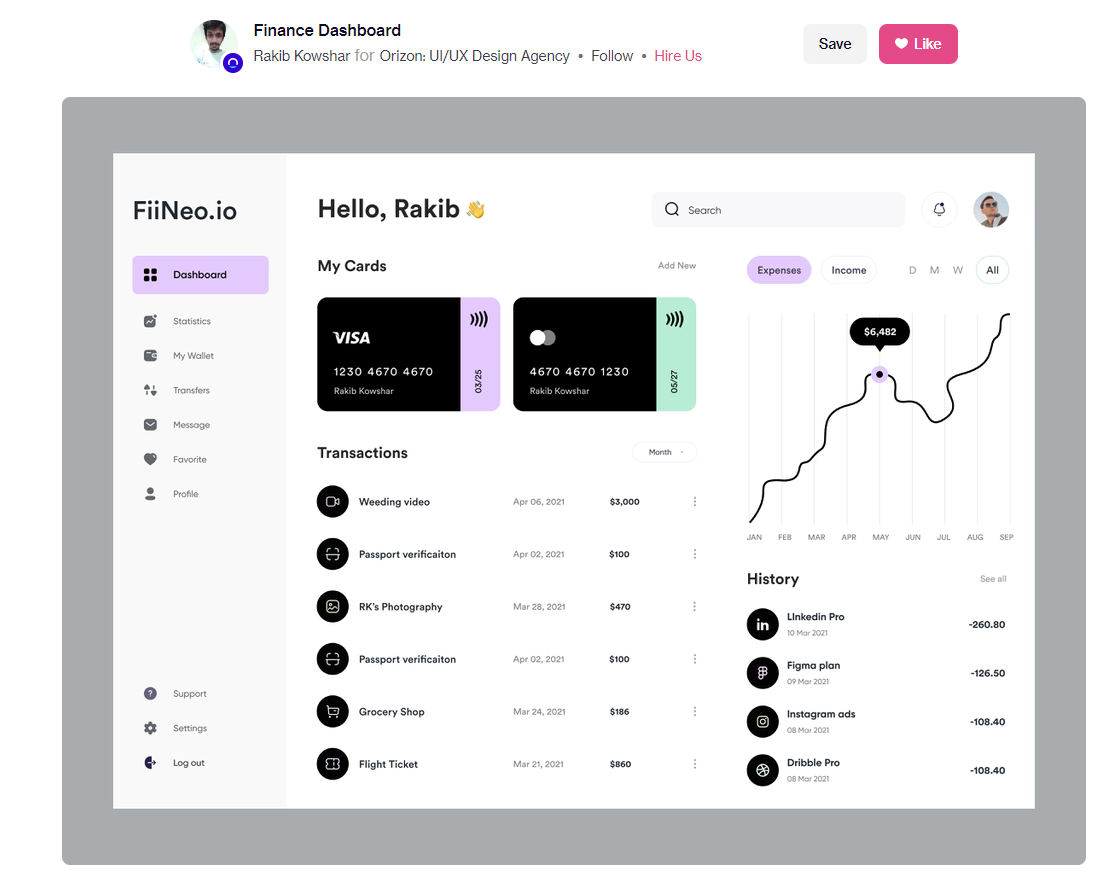 Finance Dashboard
Rakib Kowshar for Orizon: UI/UX Design Agency • Follow • Hire Us
Save
Like
FiiNeo.io
Dashboard
Statistics
My Wallet
Transfers
Message
Favorite
Profile
Support
Settings
Log out
Hello, Rakib 👋
Search
My Cards
Add New
VISA
1230 4670 4670
Rakib Kowshar
03/25
4670 4670 1230
Rakib Kowshar
05/27
Transactions
Month
Weeding video Apr 06, 2021 $3,000
Passport verificaiton Apr 02, 2021 $100
RK's Photography Mar 28, 2021 $470
Passport verificaiton Apr 02, 2021 $100
Grocery Shop Mar 24, 2021 $186
Flight Ticket Mar 21, 2021 $860
Expenses Income D M W All
$6,482
JAN FEB MAR APR MAY JUN JUL AUG SEP
History
See all
in
LInkedin Pro
10 Mar 2021
-260.80
Figma plan
09 Mar 2021
-126.50
Instagram ads
08 Mar 2021
-108.40
Dribble Pro
08 Mar 2021
-108.40